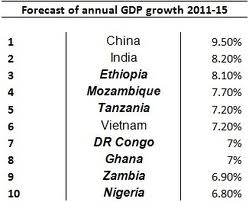 Forecast of annual GDP growth 2011-15
1 China 9.50%
2 India 8.20%
3 Ethiopia 8.10%
4 Mozambique 7.70%
5 Tanzania 7.20%
6 Vietnam 7.20%
7 DR Congo 7%
8 Ghana 7%
9 Zambia 6.90%
10 Nigeria 6.80%